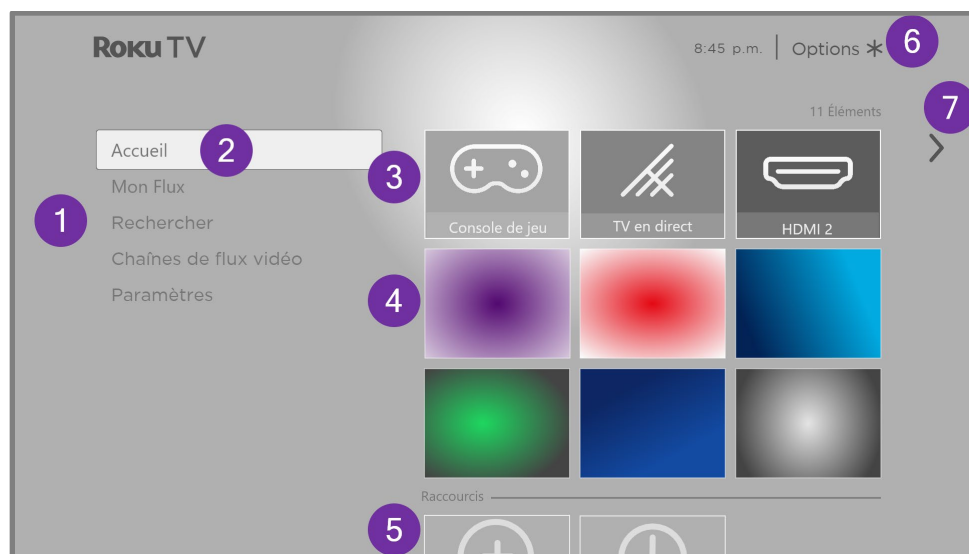 Roku TV
8:45 p.m. | Options *
6
11 Éléments
7
Accueil
2
Mon Flux
1
Rechercher
Chaînes de flux vidéo
Paramètres
3
Console de jeu
TV en direct
HDMI 2
4
Raccourcis
5